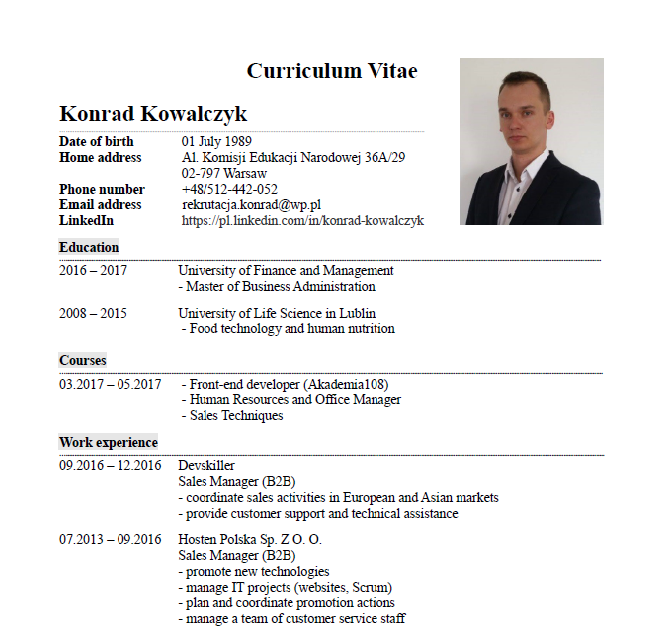 Curriculum Vitae
Konrad Kowalczyk
Date of birth 01 July 1989
Home address Al. Komisji Edukacji Narodowej 36A/29
02-797 Warsaw
Phone number +48/512-442-052
Email address rekrutacja.konrad@wp.pl
LinkedIn https://pl.linkedin.com/in/konrad-kowalczyk
Education
2016 – 2017 University of Finance and Management
- Master of Business Administration
2008 – 2015 University of Life Science in Lublin
- Food technology and human nutrition
Courses
03.2017 – 05.2017 - Front-end developer (Akademia108)
- Human Resources and Office Manager
- Sales Techniques
Work experience
09.2016 – 12.2016 Devskiller
Sales Manager (B2B)
- coordinate sales activities in European and Asian markets
- provide customer support and technical assistance
07.2013 – 09.2016 Hosten Polska Sp. Z O. O.
Sales Manager (B2B)
- promote new technologies
- manage IT projects (websites, Scrum)
- plan and coordinate promotion actions
- manage a team of customer service staff